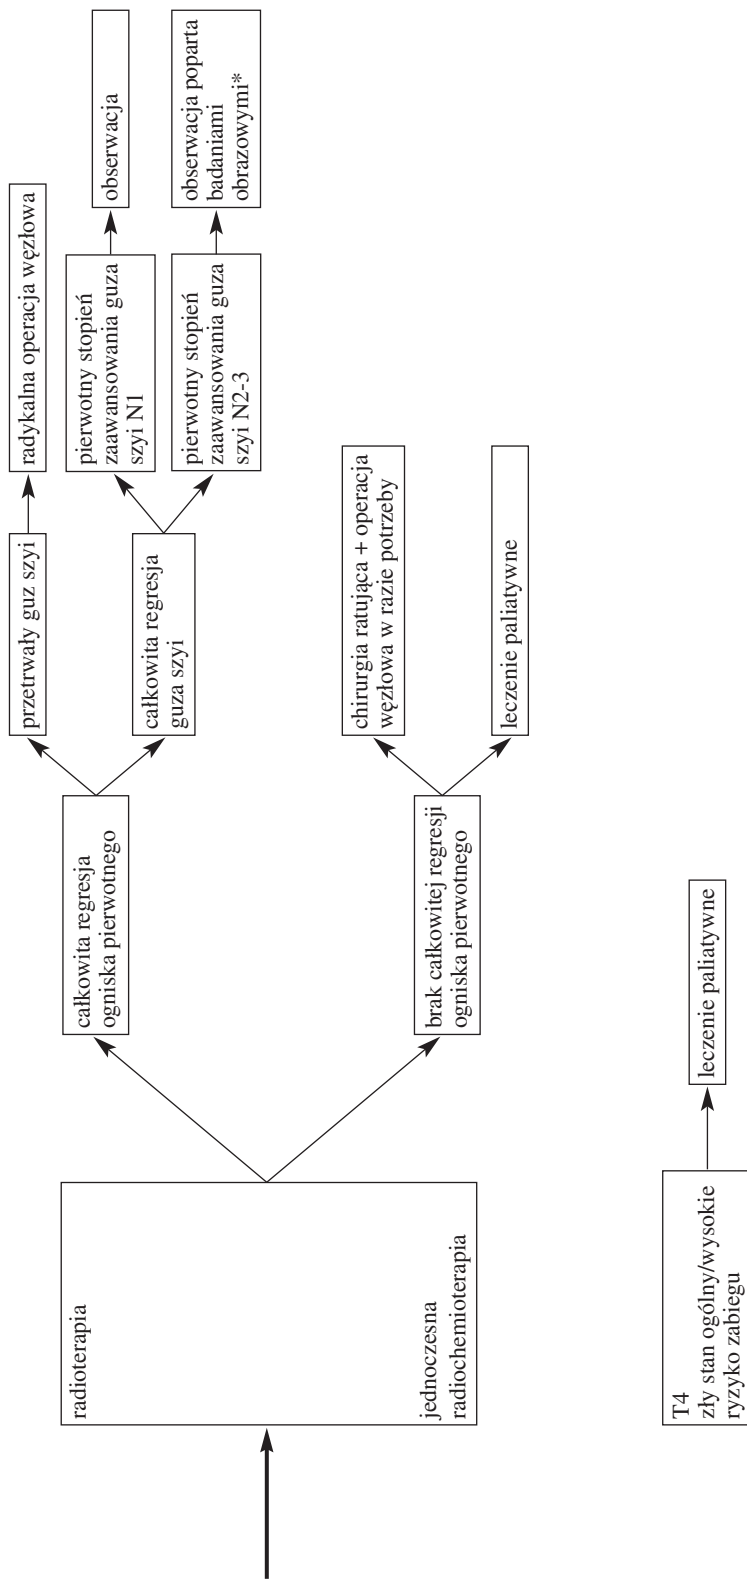 radioterapia
jednoczesna
radiochemioterapia
całkowita regresja
ogniska pierwotnego
przetrwały guz szyi
radykalna operacja węzłowa
całkowita regresja
guza szyi
pierwotny stopień
zaawansowania guza
szyi N1
obserwacja
pierwotny stopień
zaawansowania guza
szyi N2-3
obserwacja poparta
badaniami
obrazowymi*
brak całkowitej regresji
ogniska pierwotnego
chirurgia ratująca + operacja
węzłowa w razie potrzeby
leczenie paliatywne
T4
zły stan ogólny/wysokie
ryzyko zabiegu
leczenie paliatywne